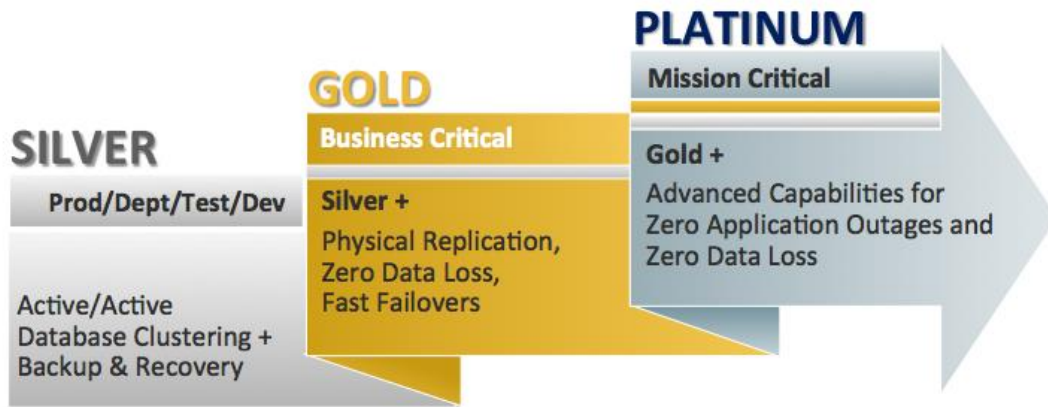 SILVER
Prod/Dept/Test/Dev
Active/Active
Database Clustering +
Backup & Recovery
GOLD
Business Critical
Silver +
Physical Replication,
Zero Data Loss,
Fast Failovers
PLATINUM
Mission Critical
Gold +
Advanced Capabilities for
Zero Application Outages and
Zero Data Loss